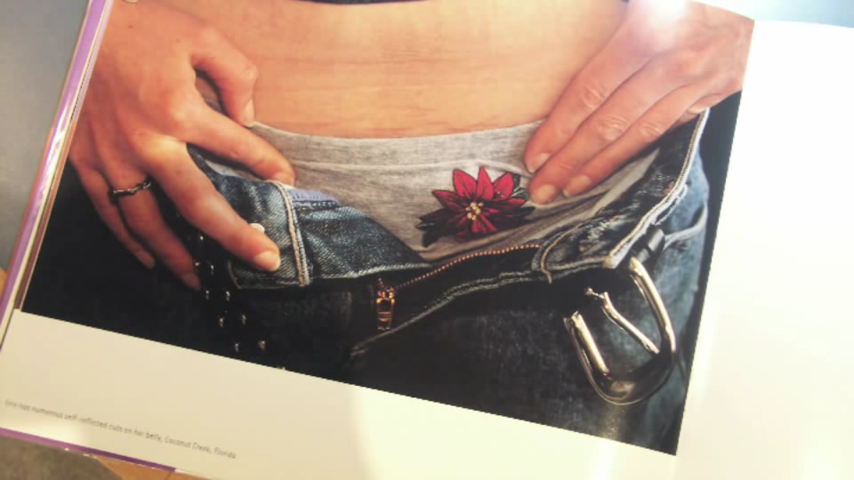 has numerous self-inflicted cuts on her belly, Coconut Creek, Florida